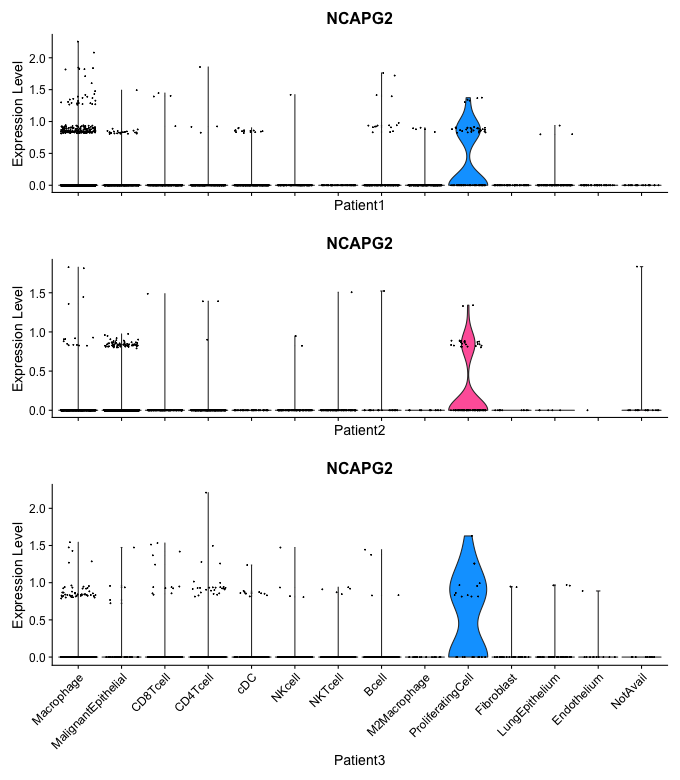 NCAPG2
Expression Level
2.0
1.5
1.0
0.5
0.0
Patient1
NCAPG2
Expression Level
1.5
1.0
0.5
0.0
Patient2
NCAPG2
Expression Level
2.0
1.5
1.0
0.5
0.0
Macrophage
MalignantEpithelial
CD8Tcell
CD4Tcell
cDC
NKcell
NKTcell
Bcell
M2Macrophage
ProliferatingCell
Fibroblast
LungEpithelium
Endothelium
NotAvail
Patient3